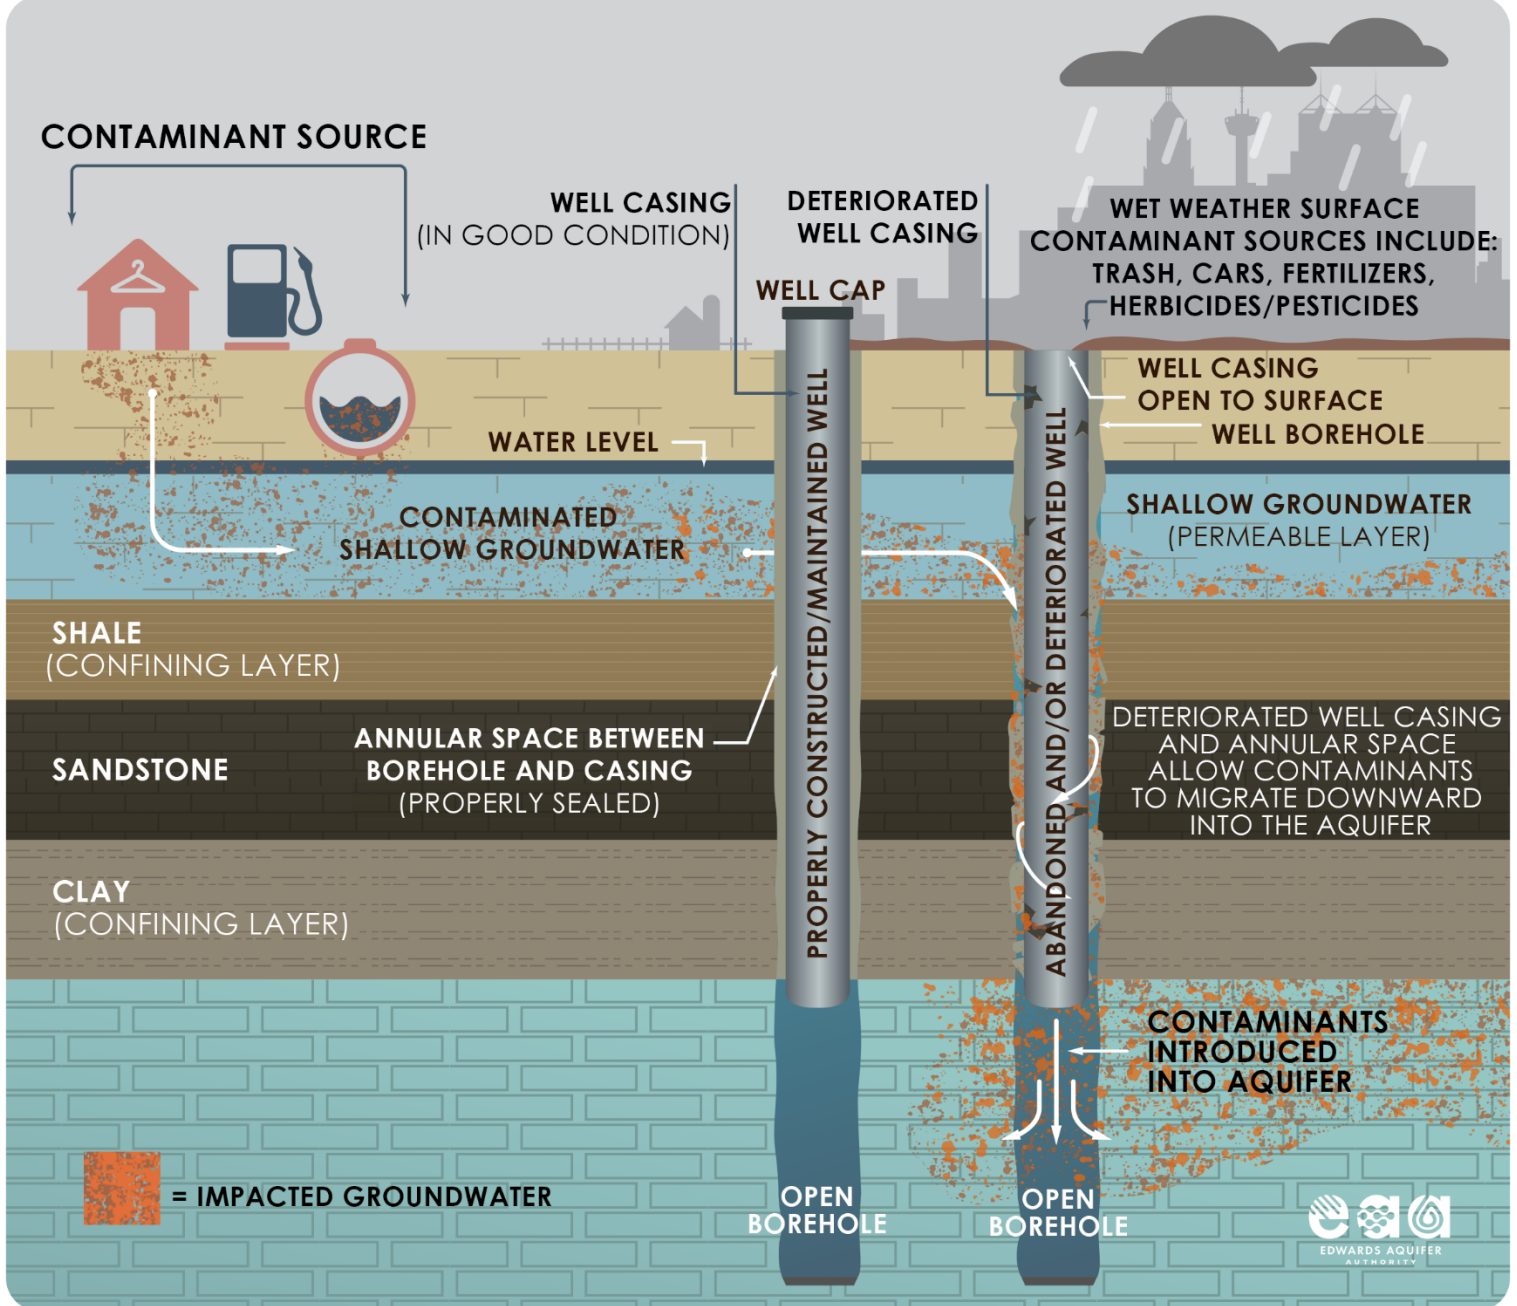 CONTAMINANT SOURCE
WELL CASING
(IN GOOD CONDITION)
DETERIORATED
WELL CASING
WELL CAP
WET WEATHER SURFACE
CONTAMINANT SOURCES INCLUDE:
TRASH, CARS, FERTILIZERS,
HERBICIDES/PESTICIDES
WELL CASING
OPEN TO SURFACE
WELL BOREHOLE
WATER LEVEL
CONTAMINATED
SHALLOW GROUNDWATER
SHALLOW GROUNDWATER
(PERMEABLE LAYER)
PROPERLY CONSTRUCTED/MAINTAINED WELL
ABANDONED AND/OR DETERIORATED WELL
SHALE
(CONFINING LAYER)
SANDSTONE
ANNULAR SPACE BETWEEN
BOREHOLE AND CASING
(PROPERLY SEALED)
DETERIORATED WELL CASING
AND ANNULAR SPACE
ALLOW CONTAMINANTS
TO MIGRATE DOWNWARD
INTO THE AQUIFER
CLAY
(CONFINING LAYER)
CONTAMINANTS
INTRODUCED
INTO AQUIFER
= IMPACTED GROUNDWATER
OPEN
BOREHOLE
OPEN
BOREHOLE
eaa
EDWARDS AQUIFER
AUTHORITY